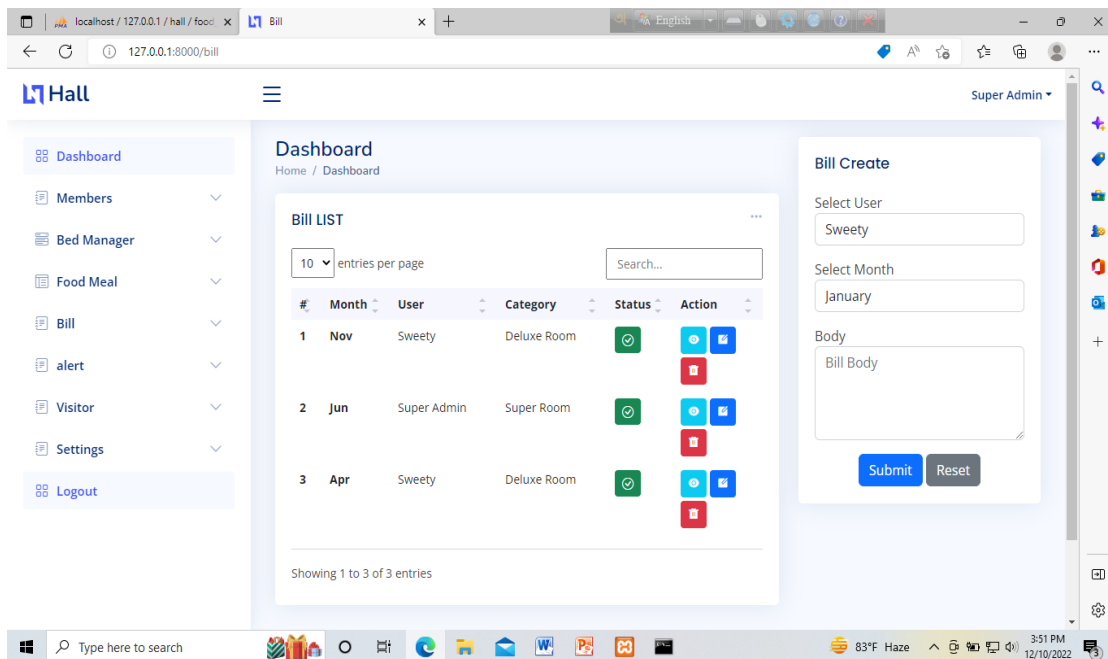 localhost / 127.0.0.1 / hall / food
Bill
English
127.0.0.1:8000/bill
Hall
Super Admin
Dashboard
Members
Bed Manager
Food Meal
Bill
alert
Visitor
Settings
Logout
Dashboard
Home / Dashboard
Bill LIST
10 entries per page
Search...
# Month User Category Status Action
1 Nov Sweety Deluxe Room
2 Jun Super Admin Super Room
3 Apr Sweety Deluxe Room
Showing 1 to 3 of 3 entries
Bill Create
Select User
Sweety
Select Month
January
Body
Bill Body
Submit Reset
Type here to search
83°F Haze
3:51 PM
12/10/2022